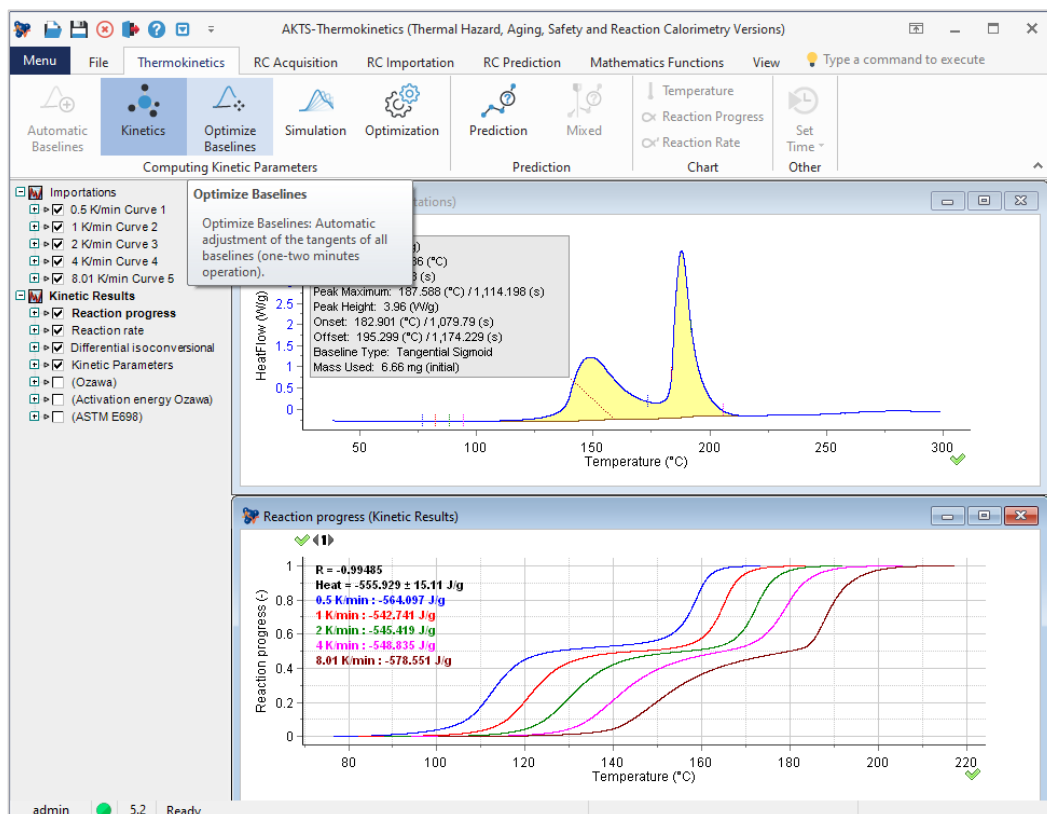 AKTS-Thermokinetics (Thermal Hazard, Aging, Safety and Reaction Calorimetry Versions)
Menu File Thermokinetics RC Acquisition RC Importation RC Prediction Mathematics Functions View Type a command to execute
Automatic Baselines
Kinetics
Optimize Baselines
Simulation
Optimization
Prediction
Mixed
Temperature
Reaction Progress
Reaction Rate
Set Time
Computing Kinetic Parameters Prediction Chart Other
Importations
0.5 K/min Curve 1
1 K/min Curve 2
2 K/min Curve 3
4 K/min Curve 4
8.01 K/min Curve 5
Kinetic Results
Reaction progress
Reaction rate
Differential isoconversional
Kinetic Parameters
(Ozawa)
(Activation energy Ozawa)
(ASTM E698)
Optimize Baselines
Optimize Baselines: Automatic
adjustment of the tangents of all
baselines (one-two minutes
operation).
Peak Maximum: 187.588 (°C) / 1,114.198 (s)
Peak Height: 3.96 (W/g)
Onset: 182.901 (°C) / 1,079.79 (s)
Offset: 195.299 (°C) / 1,174.229 (s)
Baseline Type: Tangential Sigmoid
Mass Used: 6.66 mg (initial)
HeatFlow (W/g)
2.5
2
1.5
1
0.5
0
50 100 150 200 250 300
Temperature (°C)
Reaction progress (Kinetic Results)
1
R = -0.99485
Heat = -555.929 ± 15.11 J/g
0.5 K/min : -564.097 J/g
1 K/min : -542.741 J/g
2 K/min : -545.419 J/g
4 K/min : -548.835 J/g
8.01 K/min : -578.551 J/g
Reaction progress (-)
1
0.8
0.6
0.4
0.2
0
80 100 120 140 160 180 200 220
Temperature (°C)
admin 5.2 Ready